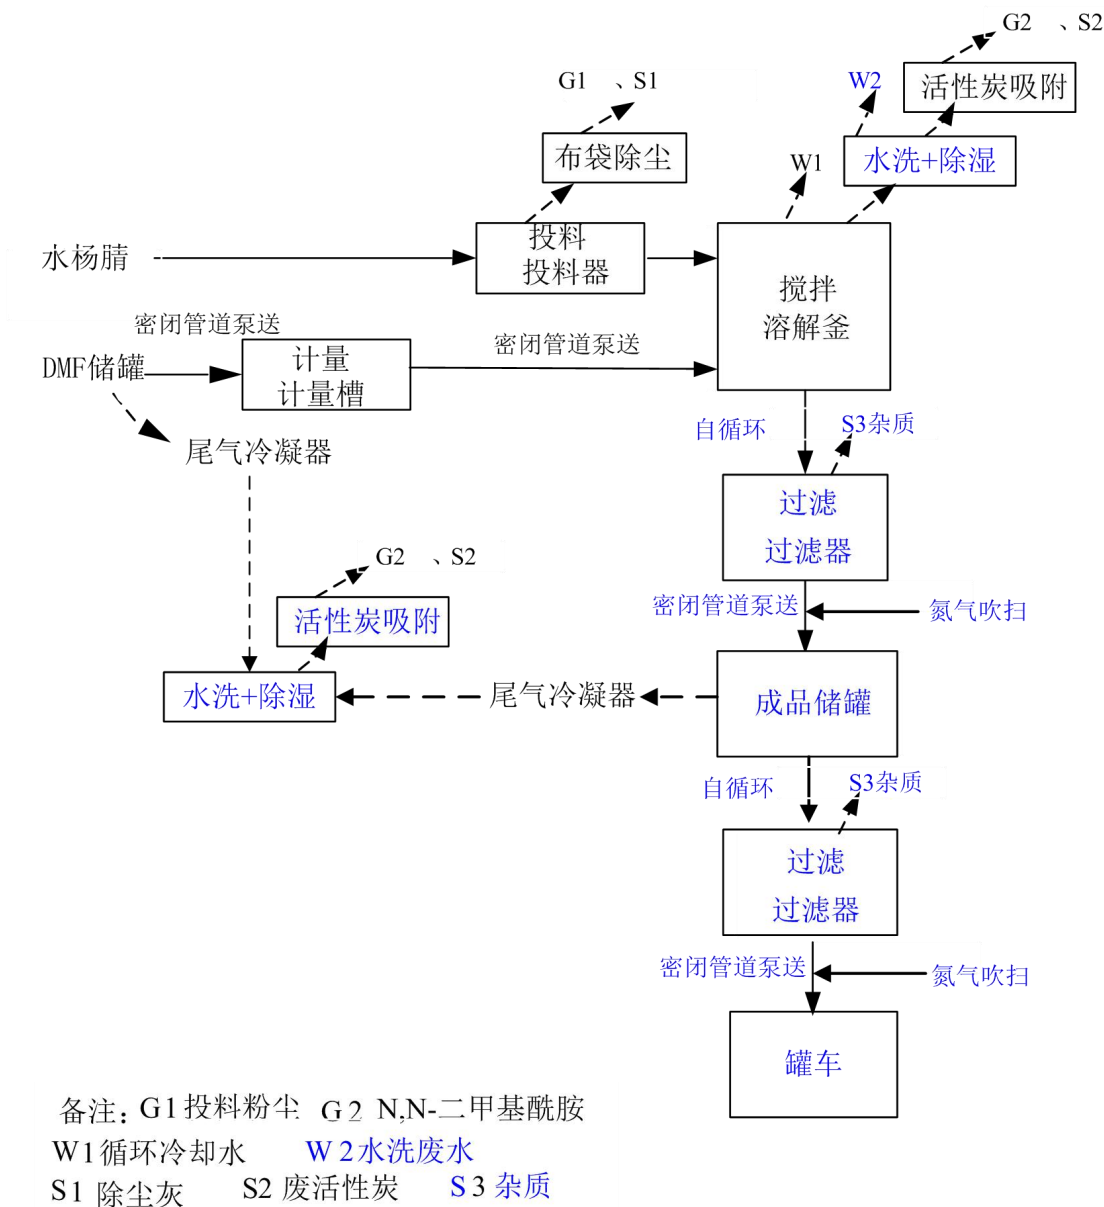 G2 、S2
G1 、S1
W2
活性炭吸附
布袋除尘
W1
水洗+除湿
水杨腈
投料
投料器
搅拌
溶解釜
密闭管道泵送
密闭管道泵送
DMF储罐
计量
计量槽
自循环
S3杂质
尾气冷凝器
过滤
过滤器
G2 、S2
活性炭吸附
密闭管道泵送
氮气吹扫
水洗+除湿
尾气冷凝器
成品储罐
自循环
S3杂质
过滤
过滤器
密闭管道泵送
氮气吹扫
罐车
备注：G1投料粉尘 G2 N,N-二甲基酰胺
W1循环冷却水 W2水洗废水
S1 除尘灰 S2 废活性炭 S3 杂质